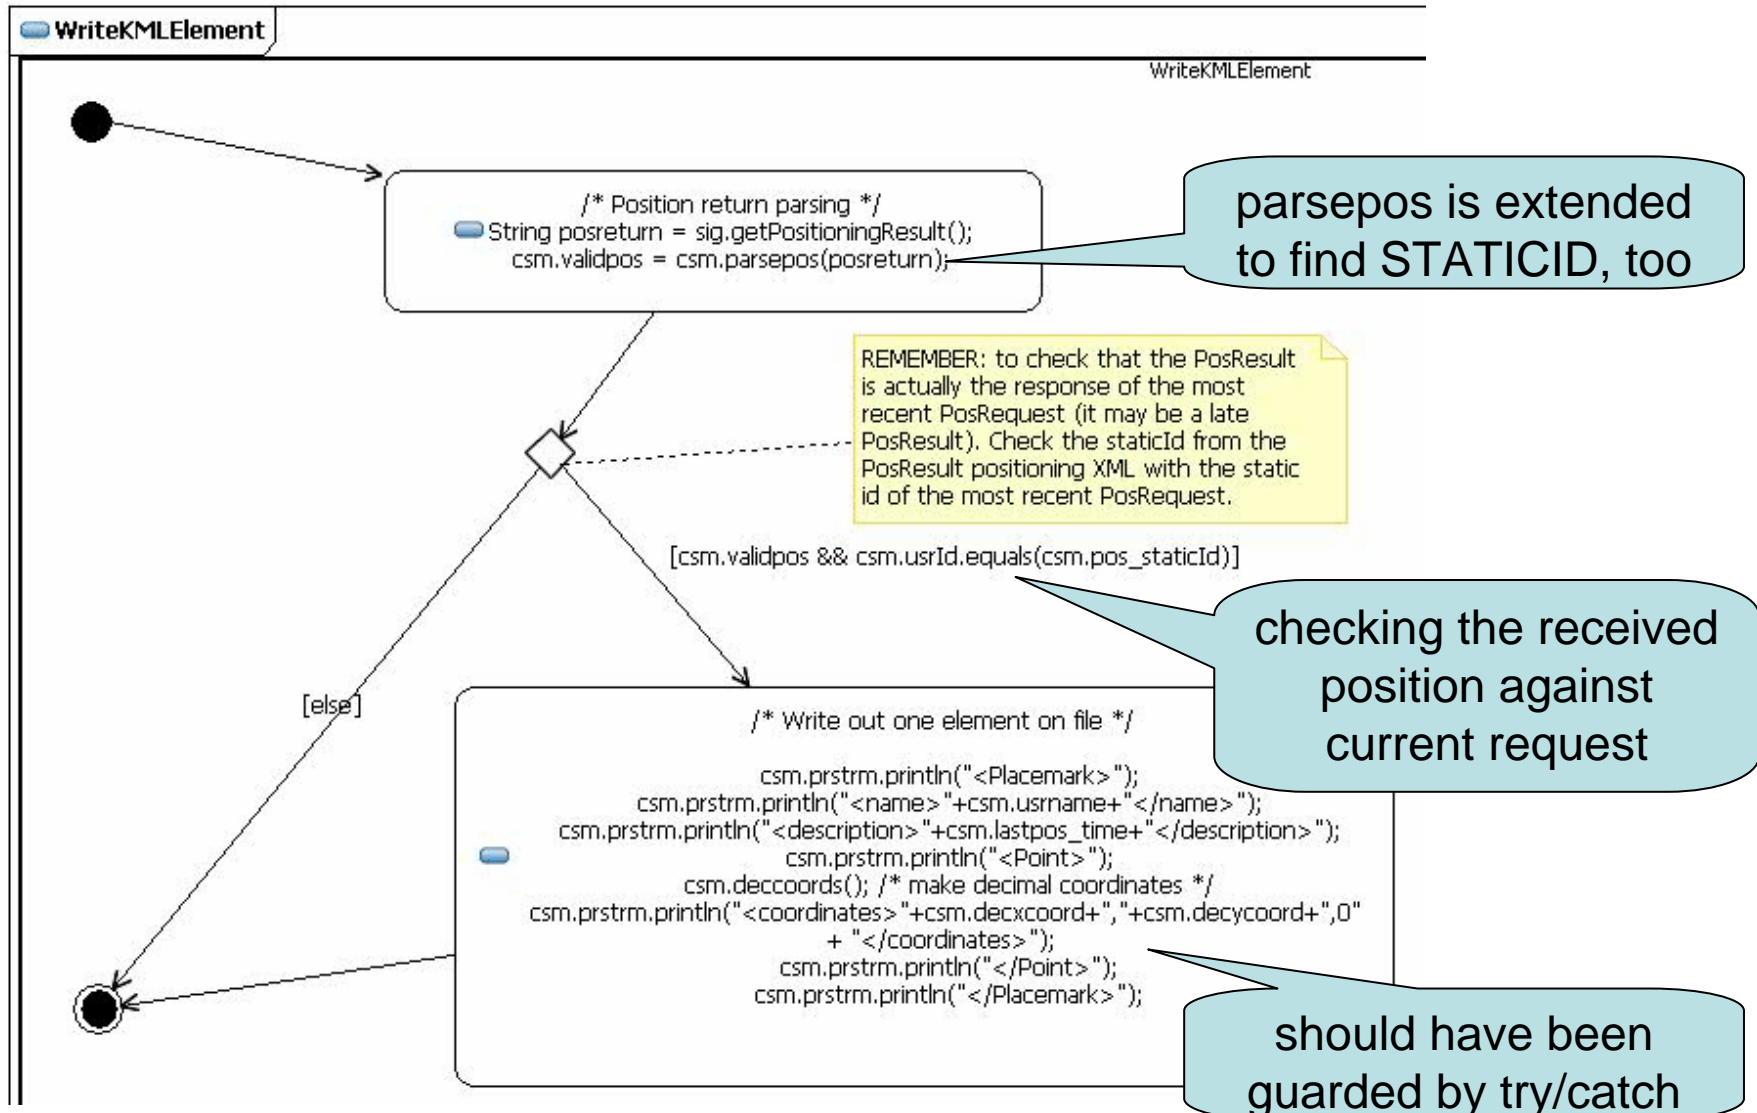 WriteKMLElement
WriteKMLElement
/* Position return parsing */
String posreturn = sig.getPositioningResult();
csm.validpos = csm.parsepos(posreturn);
parsepos is extended
to find STATICID, too
REMEMBER: to check that the PosResult
is actually the response of the most
recent PosRequest (it may be a late
PosResult). Check the staticId from the
PosResult positioning XML with the static
id of the most recent PosRequest.
[csm.validpos && csm.usrId.equals(csm.pos_staticId)]
checking the received
position against
current request
[else]
/* Write out one element on file */
csm.prstrm.println("<Placemark>");
csm.prstrm.println("<name>"+csm.usrname+"</name>");
csm.prstrm.println("<description>"+csm.lastpos_time+"</description>");
csm.prstrm.println("<Point>");
csm.deccoords(); /* make decimal coordinates */
csm.prstrm.println("<coordinates>"+csm.decxcoord+","+csm.decycoord+",0"
+ "</coordinates>");
csm.prstrm.println("</Point>");
csm.prstrm.println("</Placemark>");
should have been
guarded by try/catch